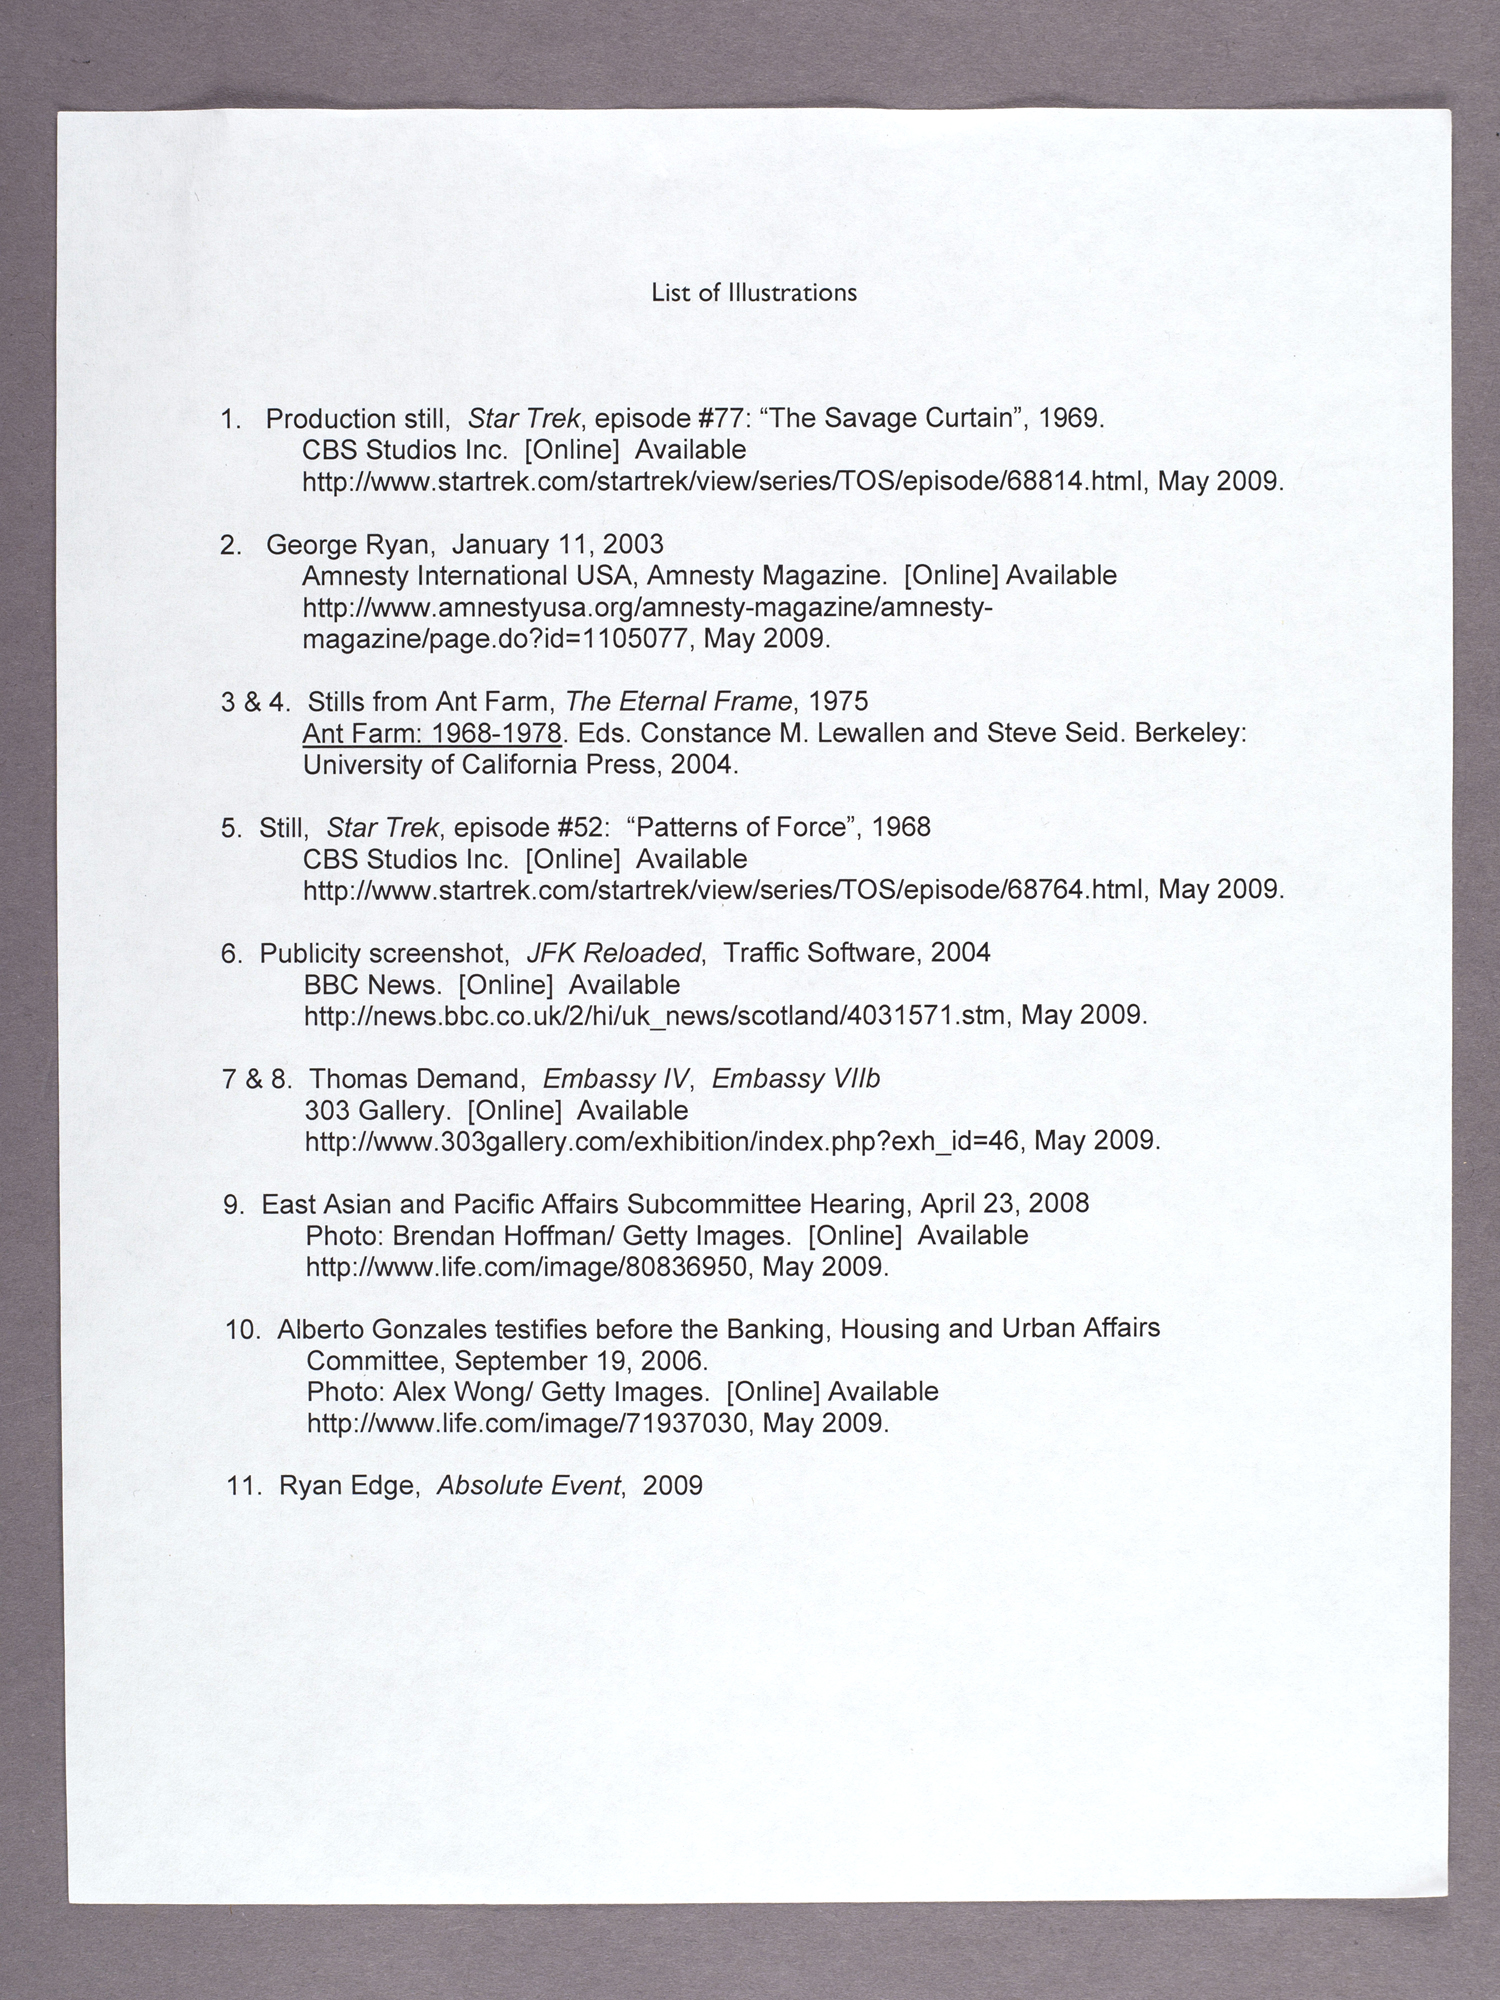 List of Illustrations
1. Production still, Star Trek, episode #77: “The Savage Curtain”, 1969.
CBS Studios Inc. [Online] Available
http://www.startrek.com/startrek/view/series/TOS/episode/68814.html, May 2009.
2. George Ryan, January 11, 2003
Amnesty International USA, Amnesty Magazine. [Online] Available
http://www.amnestyusa.org/amnesty-magazine/amnesty-
magazine/page.do?id=1105077, May 2009.
3 & 4. Stills from Ant Farm, The Eternal Frame, 1975
Ant Farm: 1968-1978. Eds. Constance M. Lewallen and Steve Seid. Berkeley:
University of California Press, 2004.
5. Still, Star Trek, episode #52: “Patterns of Force”, 1968
CBS Studios Inc. [Online] Available
http://www.startrek.com/startrek/view/series/TOS/episode/68764.html, May 2009.
6. Publicity screenshot, JFK Reloaded, Traffic Software, 2004
BBC News. [Online] Available
http://news.bbc.co.uk/2/hi/uk_news/scotland/4031571.stm, May 2009.
7 & 8. Thomas Demand, Embassy IV, Embassy VIIb
303 Gallery. [Online] Available
http://www.303gallery.com/exhibition/index.php?exh_id=46, May 2009.
9. East Asian and Pacific Affairs Subcommittee Hearing, April 23, 2008
Photo: Brendan Hoffman/ Getty Images. [Online] Available
http://www.life.com/image/80836950, May 2009.
10. Alberto Gonzales testifies before the Banking, Housing and Urban Affairs
Committee, September 19, 2006.
Photo: Alex Wong/ Getty Images. [Online] Available
http://www.life.com/image/71937030, May 2009.
11. Ryan Edge, Absolute Event, 2009